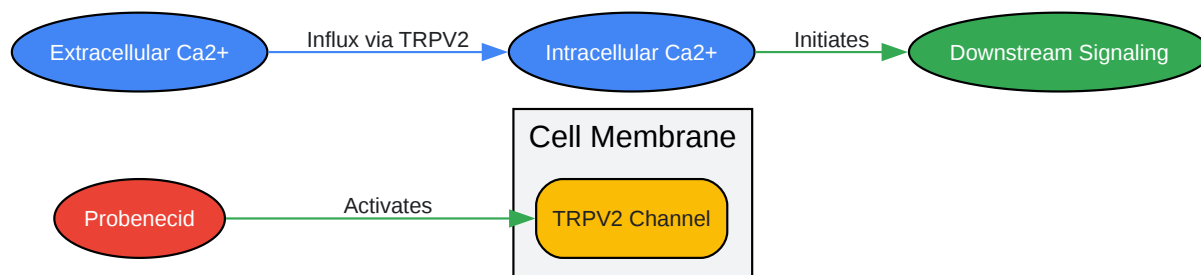 Extracellular Ca2+
Influx via TRPV2
Intracellular Ca2+
Initiates
Downstream Signaling
Cell Membrane
Probenecid
Activates
TRPV2 Channel